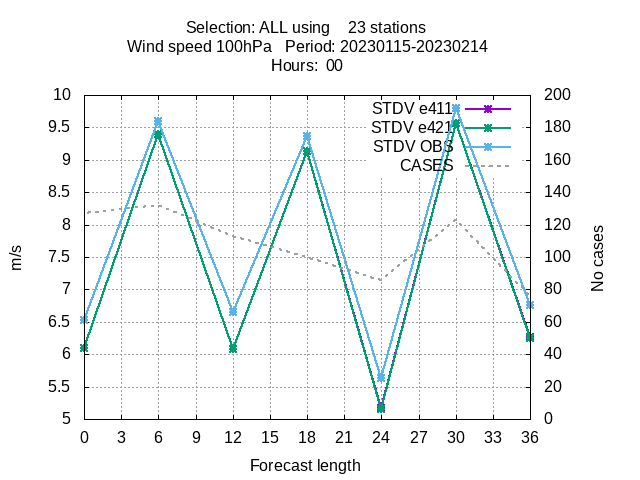 Selection: ALL using    23 stations
Wind speed 100hPa   Period: 20230115-20230214
Hours:  00
10
9.5
9
8.5
8
7.5
7
6.5
6
5.5
5
200
180
160
140
120
100
80
60
40
20
0
STDV e411
STDV e421
STDV OBS
CASES
m/s
No cases
0 3 6 9 12 15 18 21 24 27 30 33 36
Forecast length